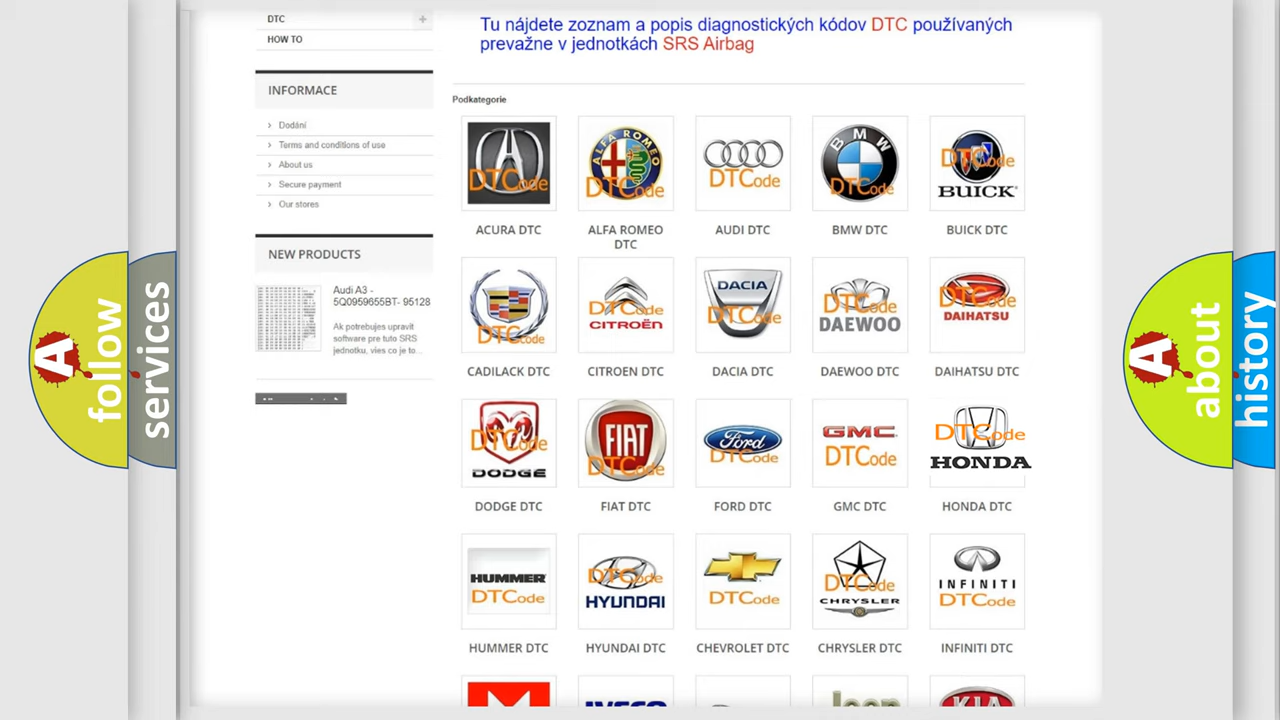 DTC
HOW TO
INFORMACE
Dodání
Terms and conditions of use
About us
Secure payment
Our stores
NEW PRODUCTS
Audi A3 -
5Q0959655BT- 95128
Ak potrebujes upravit
software pre tuto SRS
jednotku, vies co je to...
Tu nájdete zoznam a popis diagnostických kódov DTC používaných
prevažne v jednotkách SRS Airbag
Podkategorie
DTCode
ALFA ROMEO
DTCode
DTCode
BMW
DTCode
DTCode
BUICK
ACURA DTC
ALFA ROMEO
DTC
AUDI DTC
BMW DTC
BUICK DTC
DTCode
DTCode
CITROËN
DACIA
DTCode
DTCode
DAEWOO
DTCode
DAIHATSU
CADILACK DTC
CITROEN DTC
DACIA DTC
DAEWOO DTC
DAIHATSU DTC
DTCode
DODGE
FIAT
DTCode
Ford
DTCode
GMC
DTCode
DTCode
HONDA
DODGE DTC
FIAT DTC
FORD DTC
GMC DTC
HONDA DTC
HUMMER
DTCode
DTCode
HYUNDAI
DTCode
DTCode
CHRYSLER
INFINITI
DTCode
HUMMER DTC
HYUNDAI DTC
CHEVROLET DTC
CHRYSLER DTC
INFINITI DTC
IVECO
Jeep
KIA
A
follow
services
A
about
history